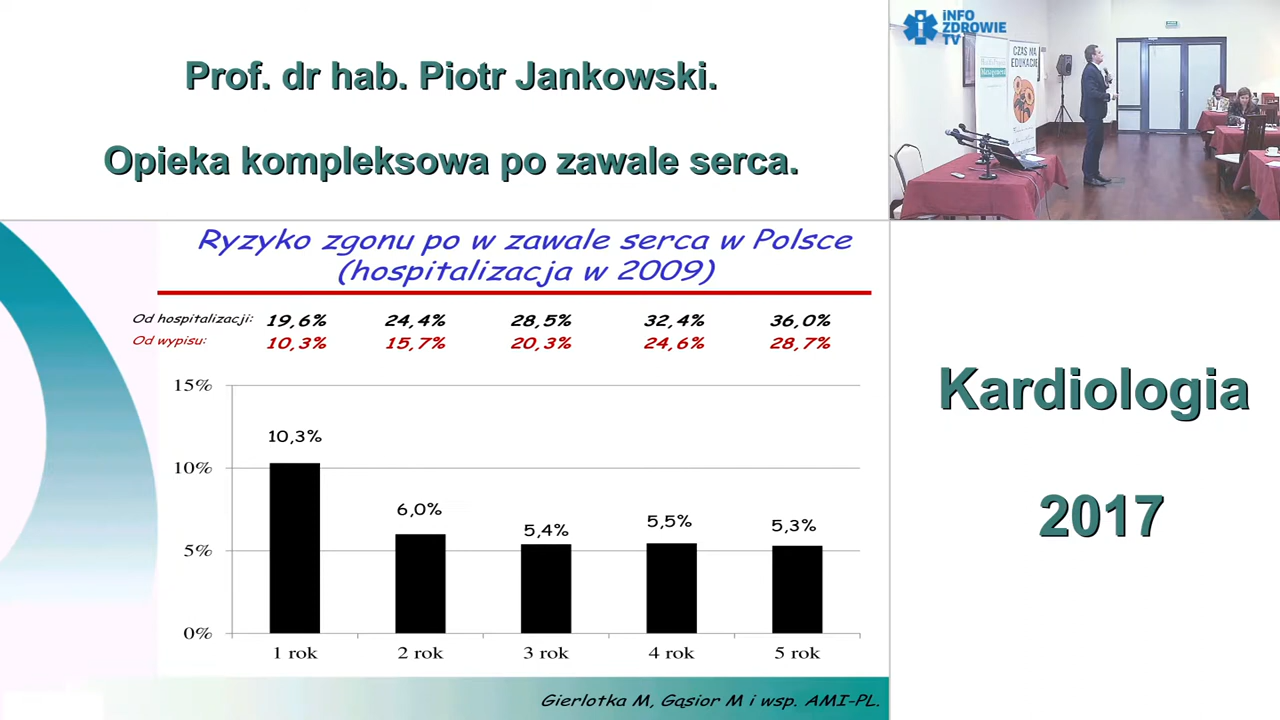 Prof. dr hab. Piotr Jankowski.
Opieka kompleksowa po zawale serca.
iNFO
ZDROWIE
TV
CZAS NA
EDUKACJĘ
Ryzyko zgonu po w zawale serca w Polsce
(hospitalizacja w 2009)
Od hospitalizacji: 19,6% 24,4% 28,5% 32,4% 36,0%
Od wypisu: 10,3% 15,7% 20,3% 24,6% 28,7%
15%
10%
5%
0%
10,3%
6,0%
5,4%
5,5%
5,3%
1 rok 2 rok 3 rok 4 rok 5 rok
Gierlotka M, Gąsior M i wsp. AMI-PL.
Kardiologia
2017